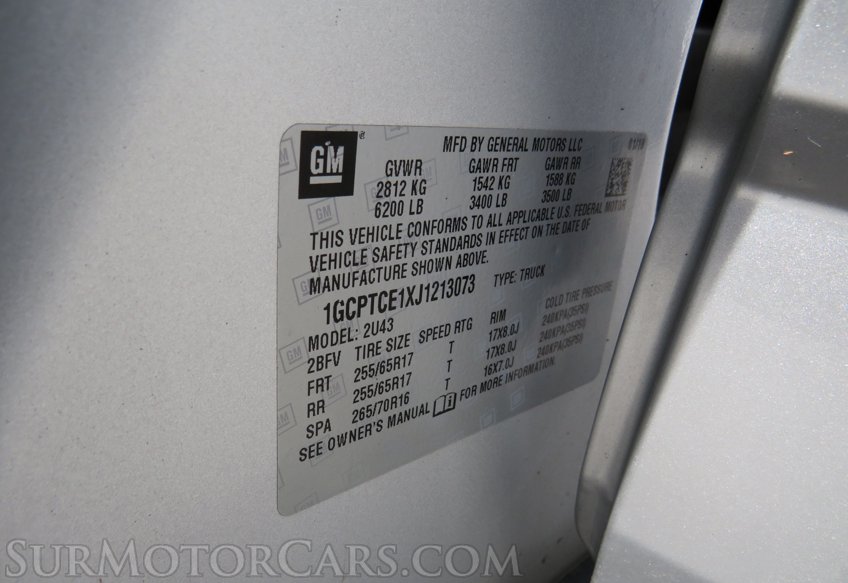 GM
MFD BY GENERAL MOTORS LLC 01/18
GVWR GAWR FRT GAWR RR
2812 KG 1542 KG 1588 KG
6200 LB 3400 LB 3500 LB
THIS VEHICLE CONFORMS TO ALL APPLICABLE U.S. FEDERAL MOTOR
VEHICLE SAFETY STANDARDS IN EFFECT ON THE DATE OF
MANUFACTURE SHOWN ABOVE.
1GCPTCE1XJ1213073 TYPE: TRUCK
MODEL: 2U43
2BFV TIRE SIZE SPEED RTG RIM COLD TIRE PRESSURE
FRT 255/65R17 T 17X8.0J 240KPA(35PSI)
RR 255/65R17 T 17X8.0J 240KPA(35PSI)
SPA 265/70R16 T 16X7.0J 240KPA(35PSI)
SEE OWNER'S MANUAL FOR MORE INFORMATION.
SURMOTORCARS.COM